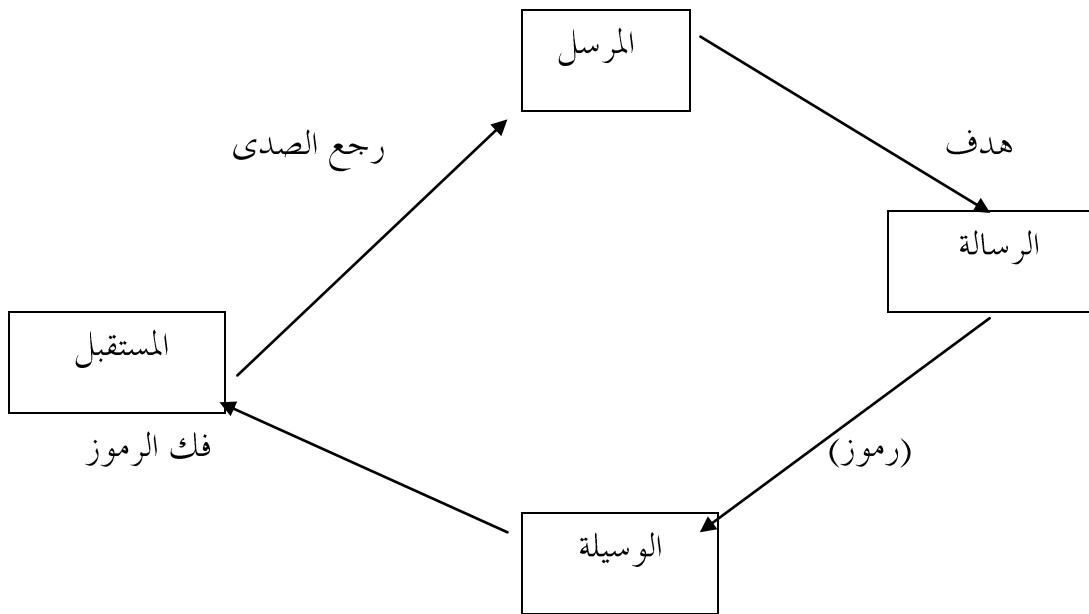 المرسل
رجع الصدى
هدف
الرسالة
المستقبل
فك الرموز
(رموز)
الوسيلة